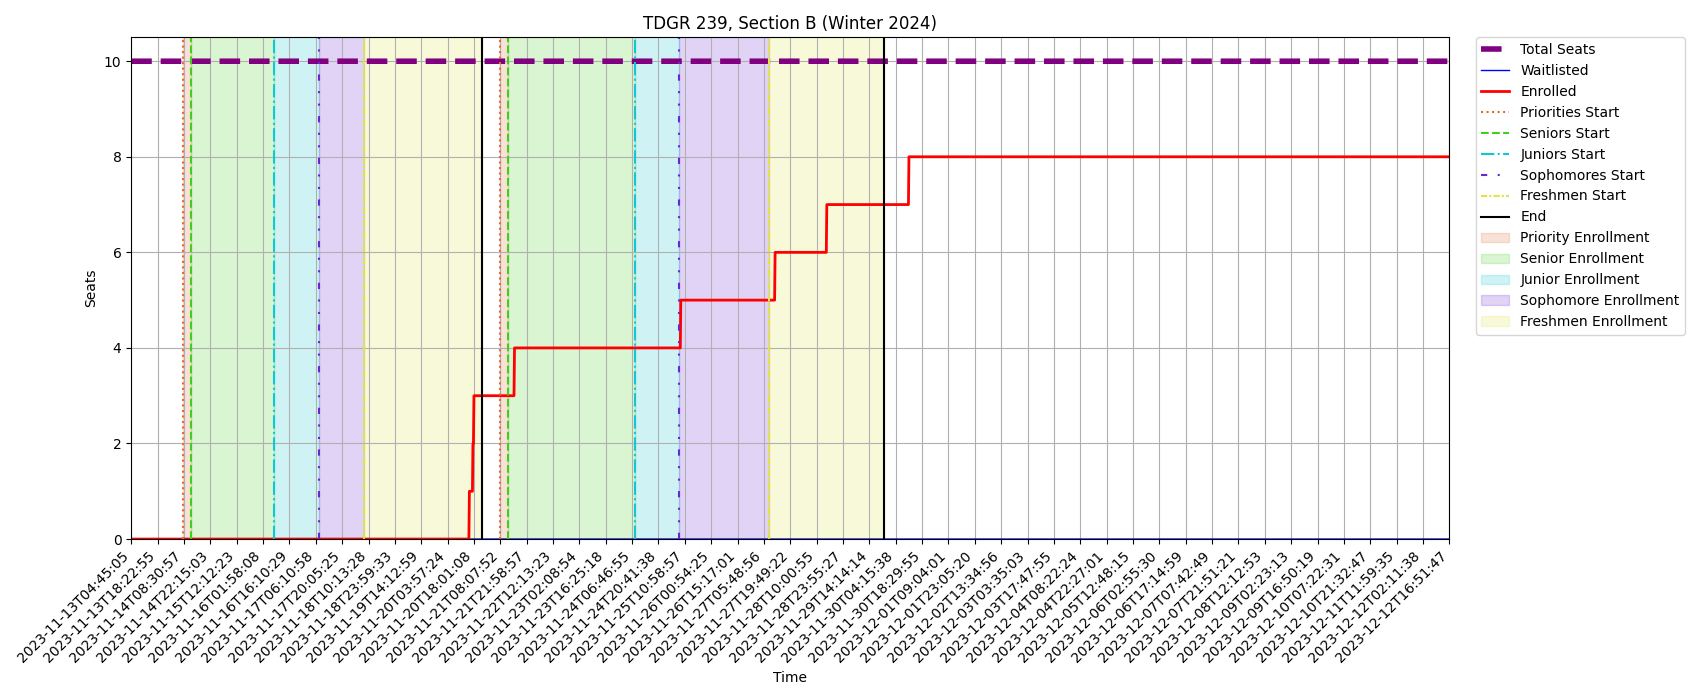 TDGR 239, Section B (Winter 2024)
10
8
6
4
2
0
Seats
Total Seats
Waitlisted
Enrolled
Priorities Start
Seniors Start
Juniors Start
Sophomores Start
Freshmen Start
End
Priority Enrollment
Senior Enrollment
Junior Enrollment
Sophomore Enrollment
Freshmen Enrollment
2023-11-13T04:45:05
2023-11-13T18:22:55
2023-11-14T08:30:57
2023-11-14T22:15:03
2023-11-15T12:12:23
2023-11-16T01:58:08
2023-11-16T16:10:29
2023-11-17T06:10:58
2023-11-17T20:05:25
2023-11-18T10:13:28
2023-11-18T23:59:33
2023-11-19T14:12:59
2023-11-20T03:57:24
2023-11-20T18:01:08
2023-11-21T08:07:52
2023-11-21T21:58:57
2023-11-22T12:13:23
2023-11-23T02:08:54
2023-11-23T16:25:18
2023-11-24T06:46:55
2023-11-24T20:41:38
2023-11-25T10:58:57
2023-11-26T00:54:25
2023-11-26T15:17:01
2023-11-27T05:48:56
2023-11-27T19:49:22
2023-11-28T10:00:55
2023-11-28T23:55:27
2023-11-29T14:14:14
2023-11-30T04:15:38
2023-11-30T18:29:55
2023-12-01T09:04:01
2023-12-01T23:05:20
2023-12-02T13:34:56
2023-12-03T03:35:03
2023-12-03T17:47:55
2023-12-04T08:22:24
2023-12-04T22:27:01
2023-12-05T12:48:15
2023-12-06T02:55:30
2023-12-06T17:14:59
2023-12-07T07:42:49
2023-12-07T21:51:21
2023-12-08T12:12:53
2023-12-09T02:23:13
2023-12-09T16:50:19
2023-12-10T07:22:31
2023-12-10T21:32:47
2023-12-11T11:59:35
2023-12-12T02:11:38
2023-12-12T16:51:47
Time